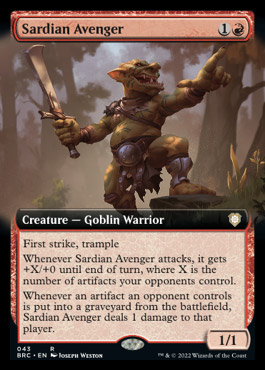 Sardian Avenger 1
Creature — Goblin Warrior
First strike, trample
Whenever Sardian Avenger attacks, it gets
+X/+0 until end of turn, where X is the
number of artifacts your opponents control.
Whenever an artifact an opponent controls
is put into a graveyard from the battlefield,
Sardian Avenger deals 1 damage to that
player.
1/1
043 R
BRC • EN Joseph Weston
™ & © 2022 Wizards of the Coast